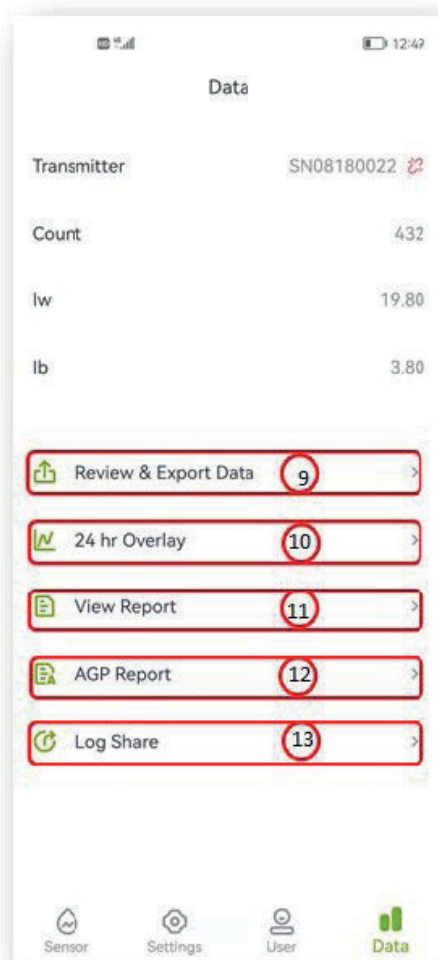 12:49
Data
Transmitter SN08180022
Count 432
Iw 19.80
Ib 3.80
Review & Export Data 9
24 hr Overlay 10
View Report 11
AGP Report 12
Log Share 13
Sensor Settings User Data